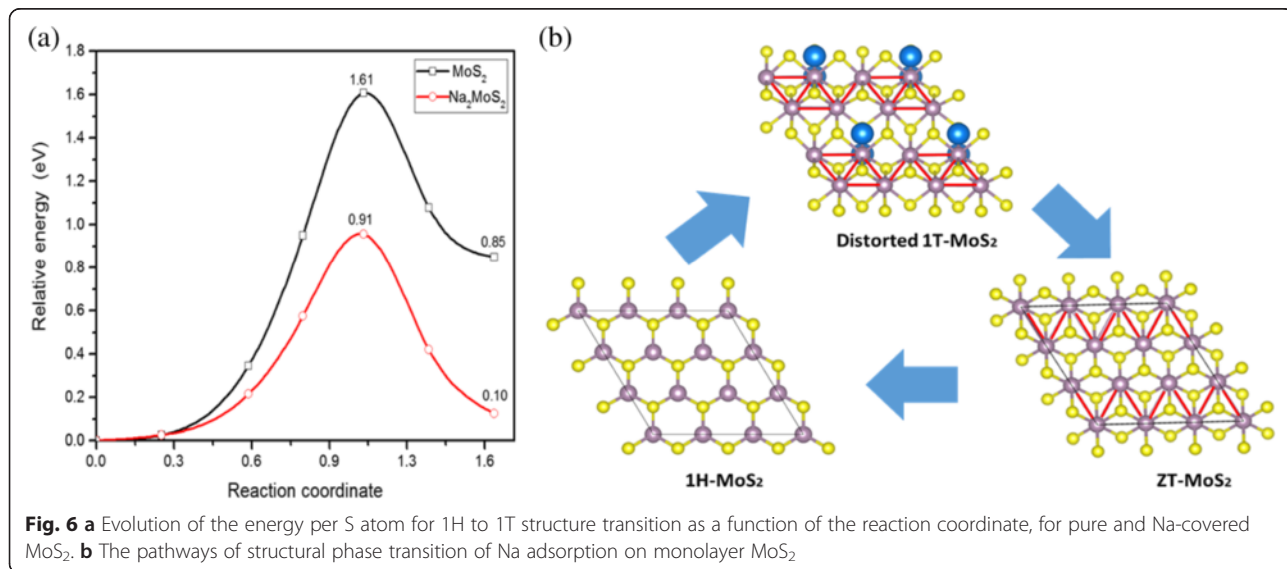 (a)
1.8
1.6
1.4
1.2
1.0
0.8
0.6
0.4
0.2
0.0
Relative energy (eV)
1.61
0.85
0.91
0.10
MoS₂
Na₂MoS₂
0.0 0.3 0.6 0.9 1.3 1.6
Reaction coordinate
(b)
Distorted 1T-MoS₂
1H-MoS₂
ZT-MoS₂
Fig. 6 a Evolution of the energy per S atom for 1H to 1T structure transition as a function of the reaction coordinate, for pure and Na-covered
MoS₂. b The pathways of structural phase transition of Na adsorption on monolayer MoS₂